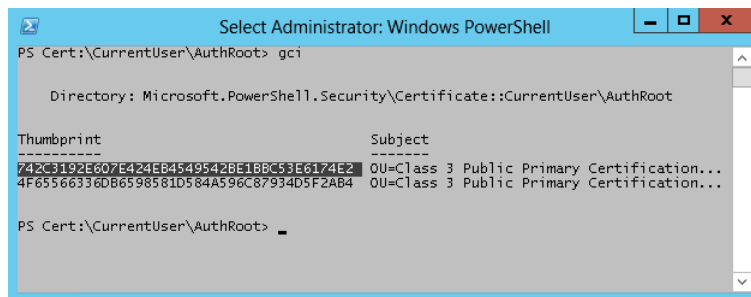 Select Administrator: Windows PowerShell
PS Cert:\CurrentUser\AuthRoot> gci
Directory: Microsoft.PowerShell.Security\Certificate::CurrentUser\AuthRoot
Thumbprint Subject
---------- -------
742C3192E607E424EB4549542BE1BBC53E6174E2 OU=Class 3 Public Primary Certification...
4F65566336DB6598581D584A596C87934D5F2AB4 OU=Class 3 Public Primary Certification...
PS Cert:\CurrentUser\AuthRoot> _